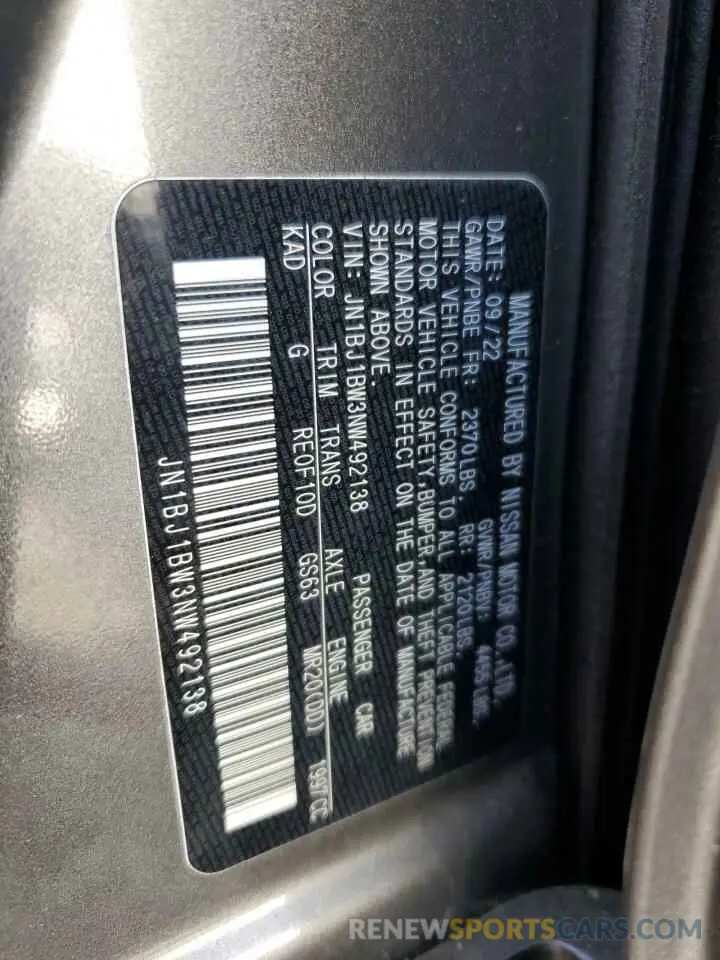 MANUFACTURED BY NISSAN MOTOR CO., LTD.
DATE: 09/22 GVWR/PNBV: 4495 LBS.
GAWR/PNBE FR: 2370LBS. RR: 2170LBS.
THIS VEHICLE CONFORMS TO ALL APPLICABLE FEDERAL
MOTOR VEHICLE SAFETY, BUMPER, AND THEFT PREVENTION
STANDARDS IN EFFECT ON THE DATE OF MANUFACTURE
SHOWN ABOVE.
VIN: JN1BJ1BW3NW492138 PASSENGER CAR
COLOR TRIM TRANS AXLE ENGINE
KAD G RE0F10D GS63 MR20(DD) 1997CC
JN1BJ1BW3NW492138
RENEWSPORTSCARS.COM